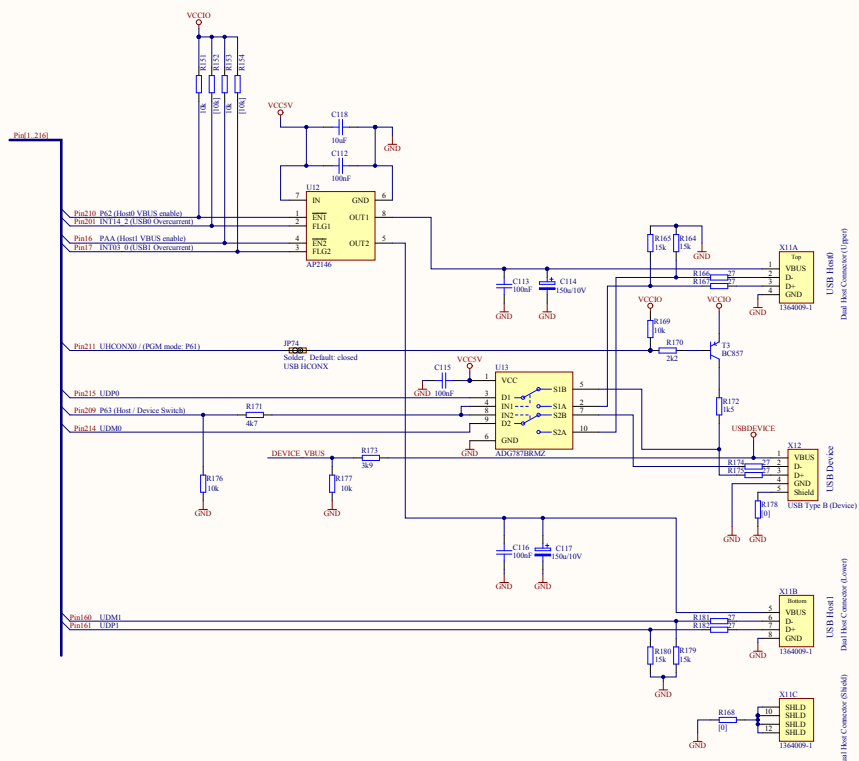 VCCIO
R151
R152
R153
R154
10k
[10k]
10k
[10k]
Pin[1..216]
VCC5V
C118
10uF
GND
C112
100nF
U12
7 IN GND 6
1 EN1 OUT1 8
2 FLG1
4 EN2 OUT2 5
3 FLG2
AP2146
Pin210 P62 (Host0 VBUS enable)
Pin201 INT14_2 (USB0 Overcurrent)
Pin16 PAA (Host1 VBUS enable)
Pin17 INT03_0 (USB1 Overcurrent)
R165
15k
R164
15k
GND
X11A
Top
1 VBUS
2 D-
3 D+
4 GND
1364009-1
USB Host0
Dual Host Connector (Upper)
R166 27
R167 27
GND
C113
100nF
GND
C114
150u/10V
GND
VCCIO
R169
10k
VCCIO
R170
2k2
T3
BC857
R172
1k5
Pin211 UHCONX0 / (PGM mode: P61)
JP74
Solder, Default: closed
USB HCONX
VCC5V
C115
100nF
GND
U13
1 VCC
3 D1 S1B 5
4 IN1 S1A 2
8 IN2 S2B 7
9 D2
S2A 10
6 GND
ADG787BRMZ
GND
Pin215 UDP0
Pin209 P63 (Host / Device Switch)
Pin214 UDM0
R171
4k7
DEVICE_VBUS
R173
3k9
R176
10k
GND
R177
10k
GND
USBDEVICE
X12
1 VBUS
2 D-
3 D+
4 GND
5 Shield
USB Type B (Device)
USB Device
R174 27
R175 27
R178
[0]
GND
GND
C116
100nF
GND
C117
150u/10V
GND
X11B
Bottom
5 VBUS
6 D-
7 D+
8 GND
1364009-1
USB Host1
Dual Host Connector (Lower)
Pin160 UDM1
Pin161 UDP1
R181 27
R182 27
GND
R180
15k
R179
15k
GND
X11C
SHLD
10 SHLD
SHLD
12 SHLD
1364009-1
al Host Connector (Shield)
R168
[0]
GND